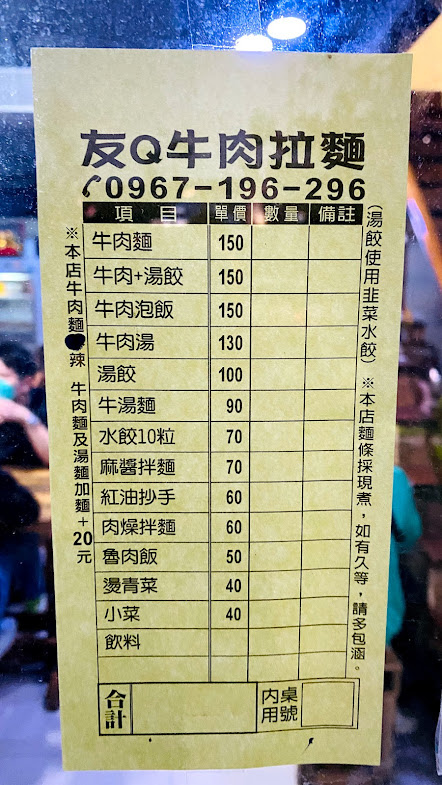 友Q牛肉拉麵
0967-196-296
項目 單價 數量 備註
牛肉麵 150
牛肉+湯餃 150
牛肉泡飯 150
牛肉湯 130
湯餃 100
牛湯麵 90
水餃10粒 70
麻醬拌麵 70
紅油抄手 60
肉燥拌麵 60
魯肉飯 50
燙青菜 40
小菜 40
飲料
合計
內用 桌號
※本店牛肉麵 辣 牛肉麵及湯麵加麵+20元
(湯餃使用韭菜水餃) ※本店麵條採現煮,如有久等,請多包涵。